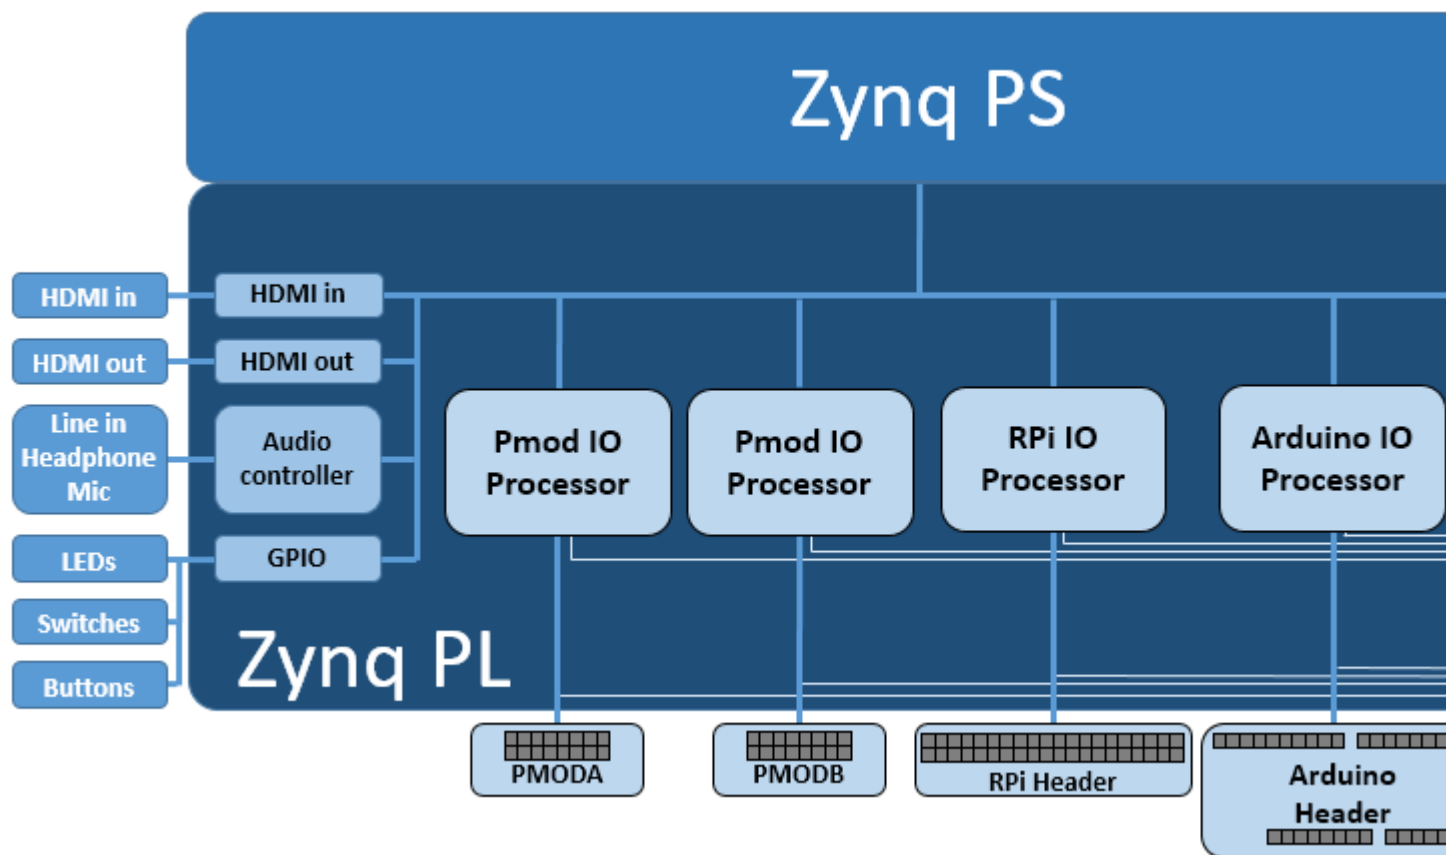 Zynq PS
HDMI in
HDMI in
HDMI out
HDMI out
Line in
Headphone
Mic
Audio
controller
LEDs
GPIO
Switches
Buttons
Pmod IO
Processor
Pmod IO
Processor
RPi IO
Processor
Arduino IO
Processor
Zynq PL
PMODA
PMODB
RPi Header
Arduino
Header